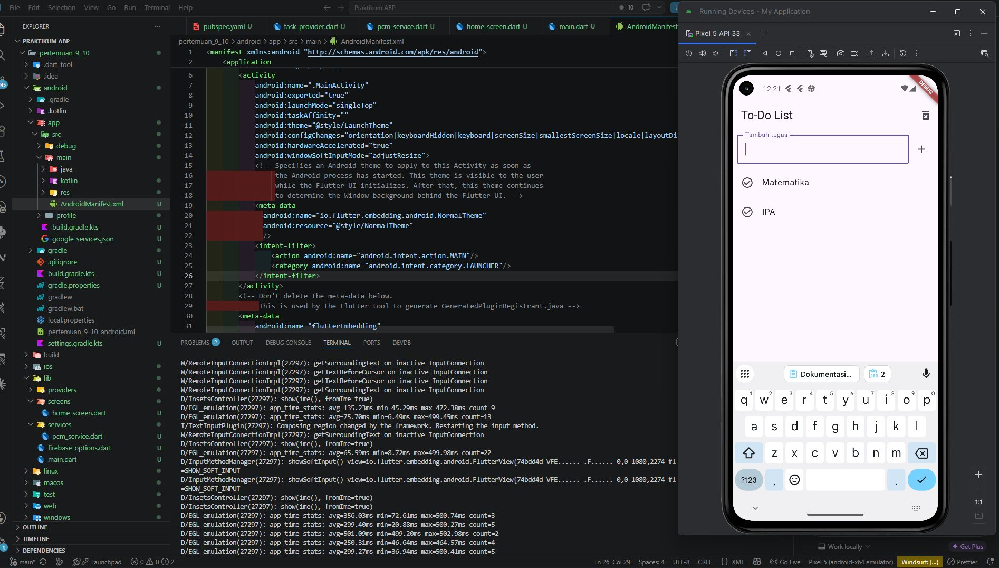 File Edit Selection View Go Run Terminal Help
Praktikum ABP
10
EXPLORER
PRAKTIKUM ABP
pertemuan_9_10
.dart_tool
.idea
android
.gradle
.kotlin
app
src
debug
main
java
kotlin
res
AndroidManifest.xml U
profile
build.gradle.kts U
google-services.json U
gradle
.gitignore U
build.gradle.kts U
gradle.properties U
gradlew
gradlew.bat
local.properties
pertemuan_9_10_android.iml
settings.gradle.kts U
build
ios
lib
providers
screens
home_screen.dart U
services
pcm_service.dart U
firebase_options.dart U
main.dart U
linux
macos
test
web
windows
OUTLINE
TIMELINE
DEPENDENCIES
pubspec.yaml U task_provider.dart U pcm_service.dart U home_screen.dart U main.dart U AndroidManifest
pertemuan_9_10 > android > app > src > main > AndroidManifest.xml
1 <manifest xmlns:android="http://schemas.android.com/apk/res/android">
2 <application
6 <activity
7 android:name=".MainActivity"
8 android:exported="true"
9 android:launchMode="singleTop"
10 android:taskAffinity=""
11 android:theme="@style/LaunchTheme"
12 android:configChanges="orientation|keyboardHidden|keyboard|screenSize|smallestScreenSize|locale|layoutDi
13 android:hardwareAccelerated="true"
14 android:windowSoftInputMode="adjustResize">
15 <!-- Specifies an Android theme to apply to this Activity as soon as
16 the Android process has started. This theme is visible to the user
17 while the Flutter UI initializes. After that, this theme continues
18 to determine the Window background behind the Flutter UI. -->
19 <meta-data
20 android:name="io.flutter.embedding.android.NormalTheme"
21 android:resource="@style/NormalTheme"
22 />
23 <intent-filter>
24 <action android:name="android.intent.action.MAIN"/>
25 <category android:name="android.intent.category.LAUNCHER"/>
26 </intent-filter>
27 </activity>
28 <!-- Don't delete the meta-data below.
29 This is used by the Flutter tool to generate GeneratedPluginRegistrant.java -->
30 <meta-data
31 android:name="flutterEmbedding"
PROBLEMS 2 OUTPUT DEBUG CONSOLE TERMINAL PORTS DEVDB
W/RemoteInputConnectionImpl(27297): getSurroundingText on inactive InputConnection
W/RemoteInputConnectionImpl(27297): getTextBeforeCursor on inactive InputConnection
W/RemoteInputConnectionImpl(27297): getTextBeforeCursor on inactive InputConnection
W/RemoteInputConnectionImpl(27297): getSurroundingText on inactive InputConnection
D/InsetsController(27297): show(ime(), fromIme=true)
D/EGL_emulation(27297): app_time_stats: avg=135.23ms min=45.29ms max=472.38ms count=9
D/EGL_emulation(27297): app_time_stats: avg=75.70ms min=6.49ms max=499.45ms count=13
I/TextInputPlugin(27297): Composing region changed by the framework. Restarting the input method.
W/RemoteInputConnectionImpl(27297): getSurroundingText on inactive InputConnection
D/InsetsController(27297): show(ime(), fromIme=true)
D/EGL_emulation(27297): app_time_stats: avg=65.59ms min=8.72ms max=499.98ms count=22
D/InputMethodManager(27297): showSoftInput() view=io.flutter.embedding.android.FlutterView{74bdd4d VFE...... .F...... 0,0-1080,2274 #1
=SHOW_SOFT_INPUT
D/InputMethodManager(27297): showSoftInput() view=io.flutter.embedding.android.FlutterView{74bdd4d VFE...... .F...... 0,0-1080,2274 #1
=SHOW_SOFT_INPUT
D/InsetsController(27297): show(ime(), fromIme=true)
D/InsetsController(27297): show(ime(), fromIme=true)
D/EGL_emulation(27297): app_time_stats: avg=356.03ms min=72.61ms max=500.74ms count=3
D/EGL_emulation(27297): app_time_stats: avg=299.40ms min=20.88ms max=500.27ms count=5
D/EGL_emulation(27297): app_time_stats: avg=501.09ms min=499.20ms max=502.98ms count=2
D/EGL_emulation(27297): app_time_stats: avg=250.31ms min=46.64ms max=464.57ms count=4
D/EGL_emulation(27297): app_time_stats: avg=299.27ms min=36.94ms max=500.41ms count=5
Running Devices - My Application
Pixel 5 API 33
12:21
DEBUG
To-Do List
Tambah tugas
Matematika
IPA
Dokumentasi... 2
q1 w2 e3 r4 t5 y6 u7 i8 o9 p0
a s d f g h j k l
z x c v b n m
?123 , .
1:1
Work locally Get Plus
main* Launchpad 0 0 2 Ln 26, Col 29 Spaces: 4 UTF-8 CRLF {} XML Go Live Pixel 5 (android-x64 emulator) Windsurf: {...} Prettier